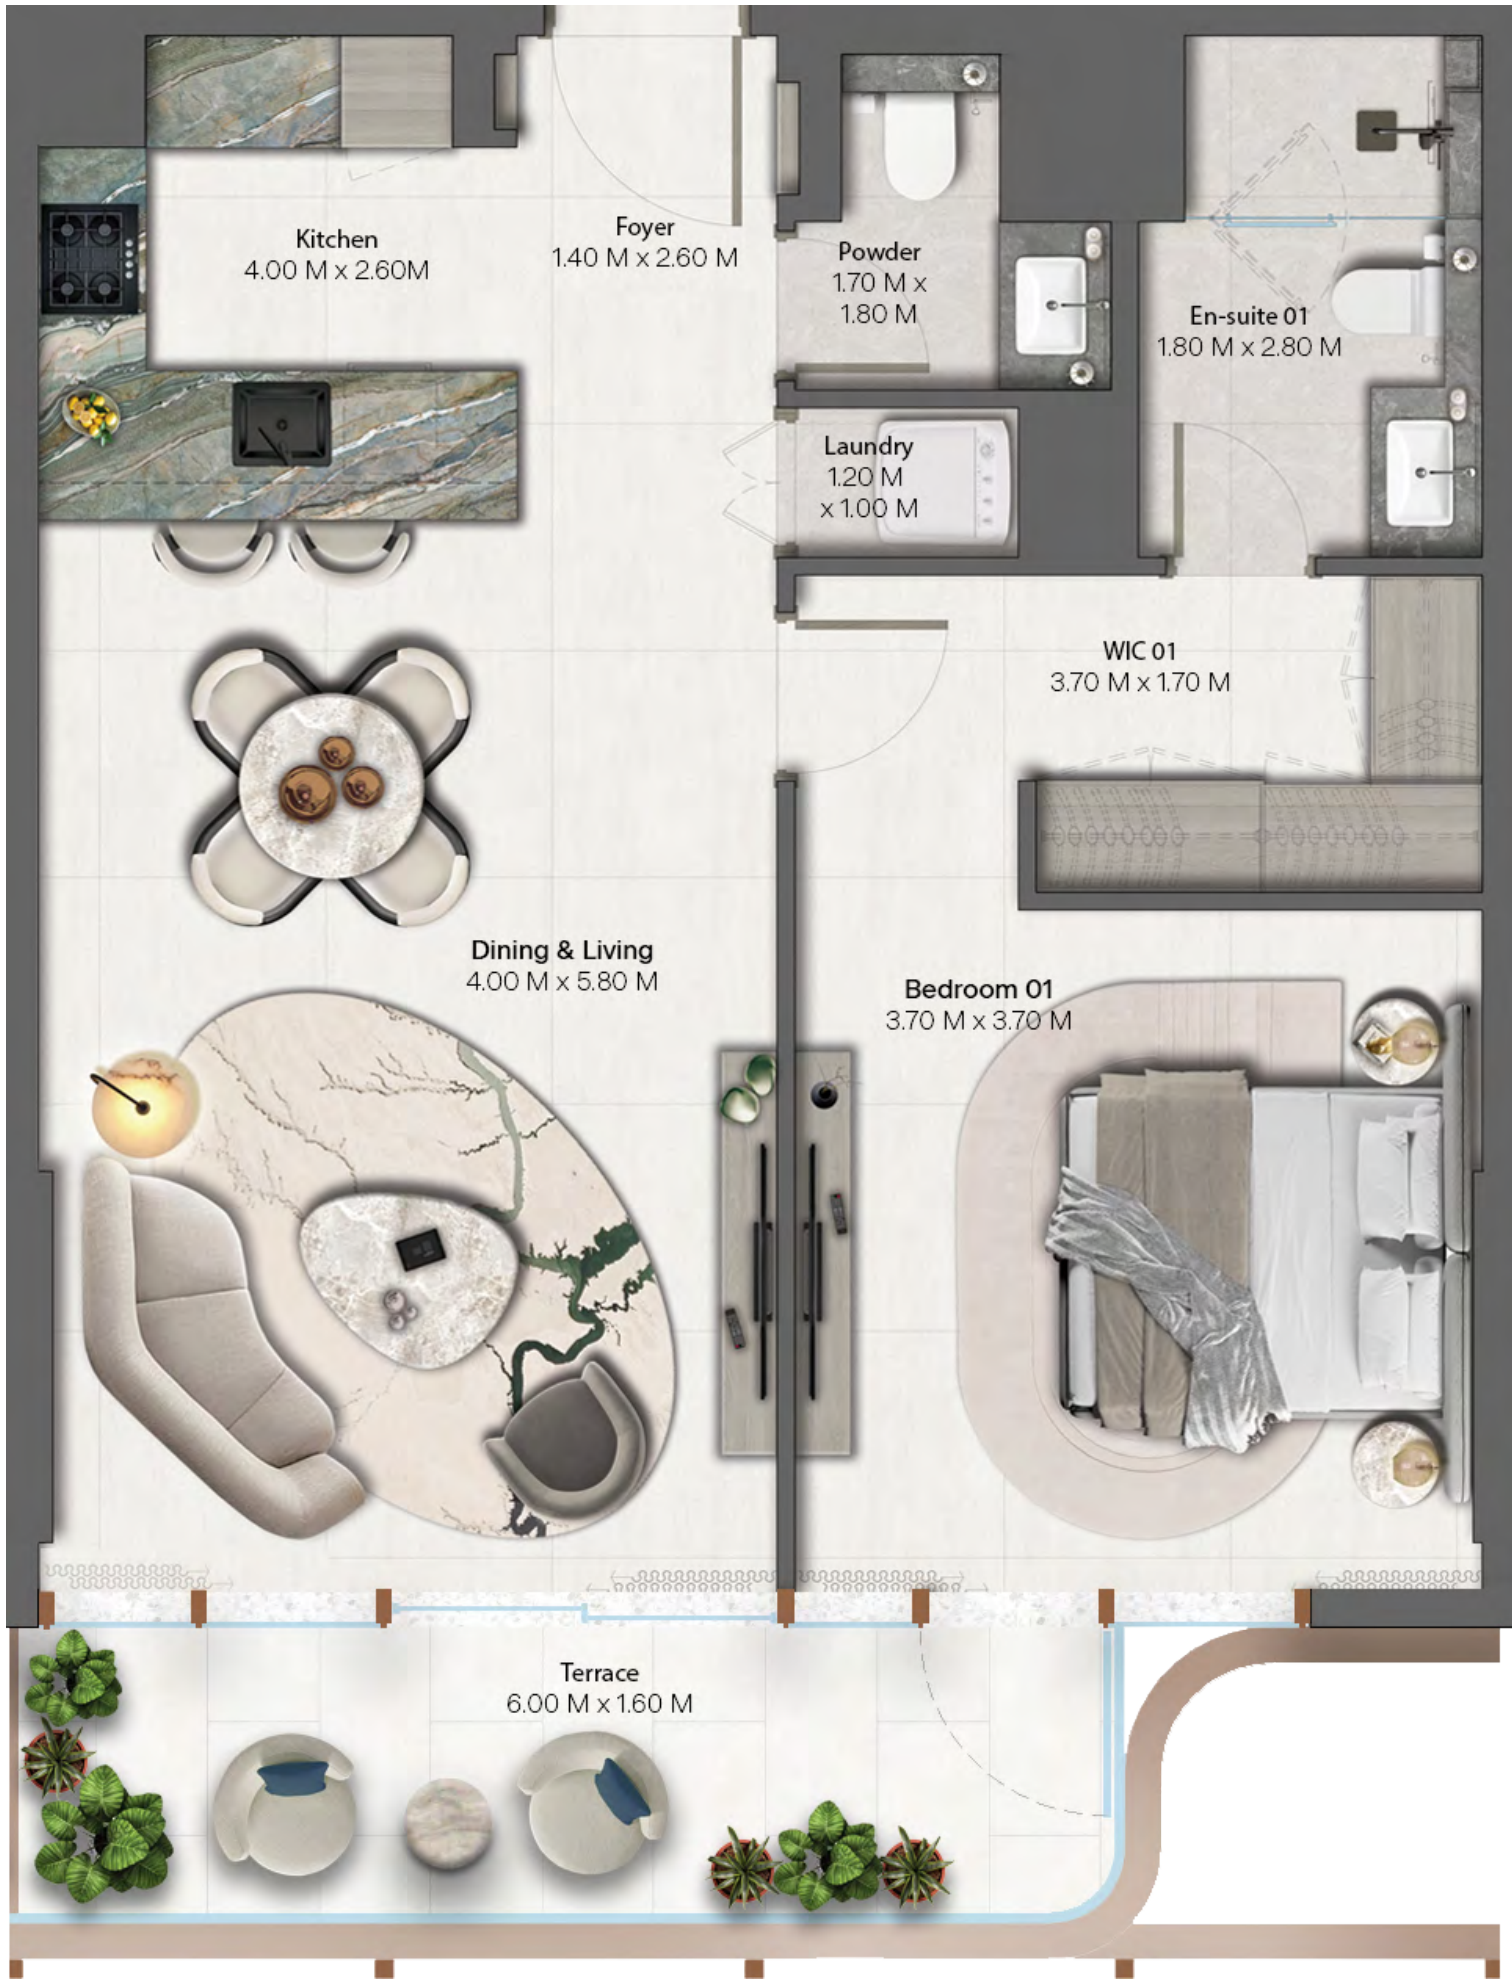 Kitchen
4.00 M x 2.60M
Foyer
1.40 M x 2.60 M
Powder
1.70 M x
1.80 M
En-suite 01
1.80 M x 2.80 M
Laundry
1.20 M
x 1.00 M
WIC 01
3.70 M x 1.70 M
Dining & Living
4.00 M x 5.80 M
Bedroom 01
3.70 M x 3.70 M
Terrace
6.00 M x 1.60 M